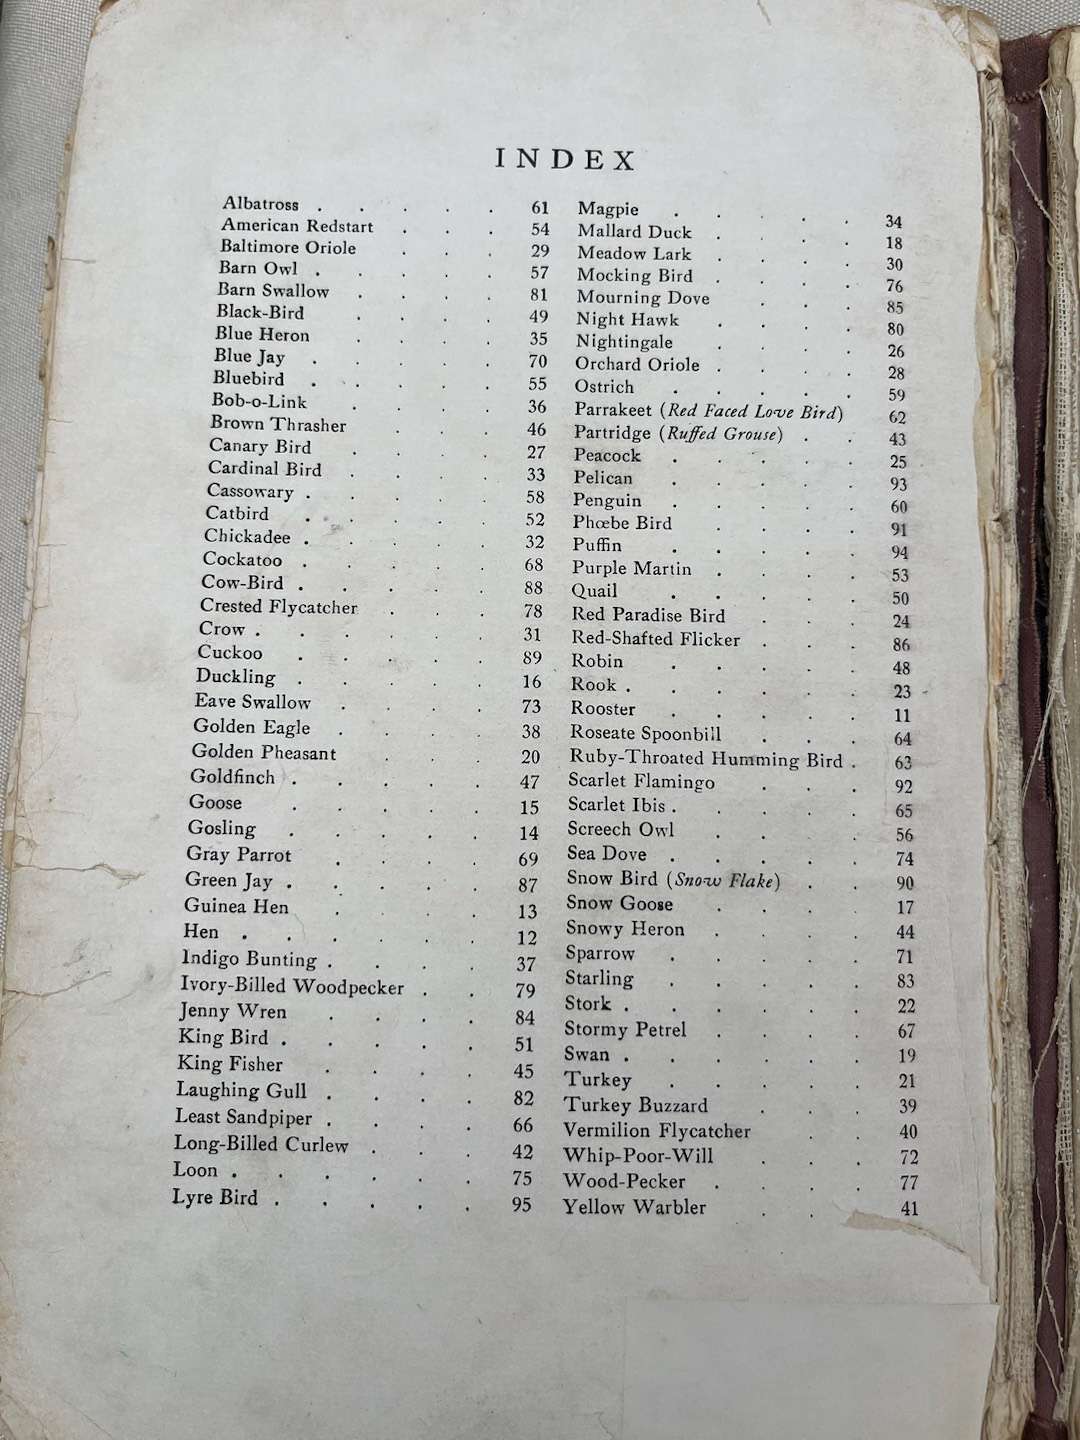 INDEX
Albatross . . . . . 61
American Redstart . . . 54
Baltimore Oriole . . . 29
Barn Owl . . . . . 57
Barn Swallow . . . . 81
Black-Bird . . . . 49
Blue Heron . . . . 35
Blue Jay . . . . . 70
Bluebird . . . . . 55
Bob-o-Link . . . . 36
Brown Thrasher . . . 46
Canary Bird . . . . 27
Cardinal Bird . . . . 33
Cassowary . . . . . 58
Catbird . . . . . 52
Chickadee . . . . . 32
Cockatoo . . . . . 68
Cow-Bird . . . . . 88
Crested Flycatcher . . . 78
Crow . . . . . . 31
Cuckoo . . . . . 89
Duckling . . . . . 16
Eave Swallow . . . . 73
Golden Eagle . . . . 38
Golden Pheasant . . . 20
Goldfinch . . . . . 47
Goose . . . . . 15
Gosling . . . . . 14
Gray Parrot . . . . 69
Green Jay . . . . . 87
Guinea Hen . . . . 13
Hen . . . . . . 12
Indigo Bunting . . . . 37
Ivory-Billed Woodpecker . . 79
Jenny Wren . . . . 84
King Bird . . . . . 51
King Fisher . . . . 45
Laughing Gull . . . . 82
Least Sandpiper . . . . 66
Long-Billed Curlew . . . 42
Loon . . . . . . 75
Lyre Bird . . . . . 95
Magpie . . . . . 34
Mallard Duck . . . . 18
Meadow Lark . . . . 30
Mocking Bird . . . . 76
Mourning Dove . . . 85
Night Hawk . . . . 80
Nightingale . . . . 26
Orchard Oriole . . . . 28
Ostrich . . . . . 59
Parrakeet (Red Faced Love Bird) 62
Partridge (Ruffed Grouse) . . 43
Peacock . . . . . 25
Pelican . . . . . 93
Penguin . . . . . 60
Phœbe Bird . . . . 91
Puffin . . . . . 94
Purple Martin . . . . 53
Quail . . . . . 50
Red Paradise Bird . . . 24
Red-Shafted Flicker . . . 86
Robin . . . . . 48
Rook . . . . . . 23
Rooster . . . . . 11
Roseate Spoonbill . . . 64
Ruby-Throated Humming Bird . 63
Scarlet Flamingo . . . 92
Scarlet Ibis . . . . . 65
Screech Owl . . . . 56
Sea Dove . . . . . 74
Snow Bird (Snow Flake) . . 90
Snow Goose . . . . 17
Snowy Heron . . . . 44
Sparrow . . . . . 71
Starling . . . . . 83
Stork . . . . . . 22
Stormy Petrel . . . . 67
Swan . . . . . . 19
Turkey . . . . . 21
Turkey Buzzard . . . 39
Vermilion Flycatcher . . 40
Whip-Poor-Will . . . 72
Wood-Pecker . . . . 77
Yellow Warbler . . 41